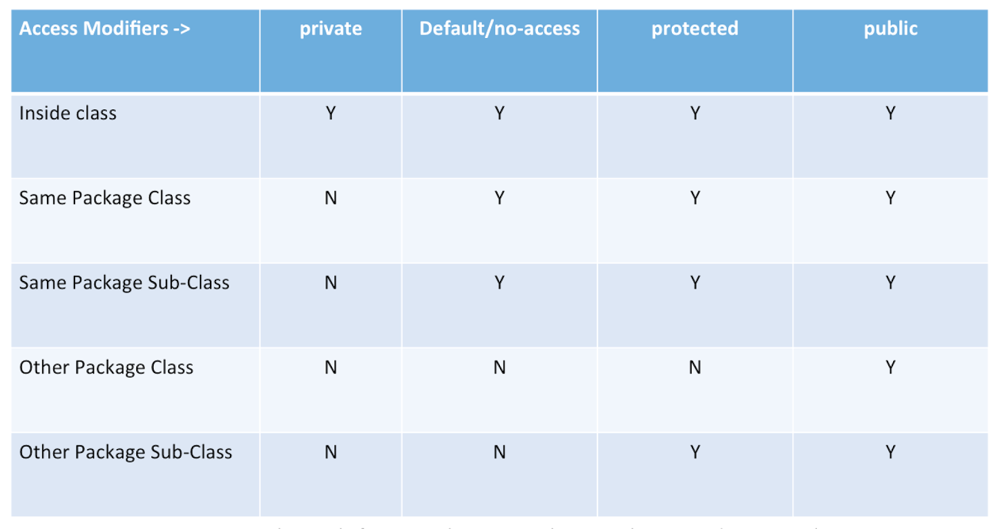 Access Modifiers -> private Default/no-access protected public
Inside class Y Y Y Y
Same Package Class N Y Y Y
Same Package Sub-Class N Y Y Y
Other Package Class N N N Y
Other Package Sub-Class N N Y Y